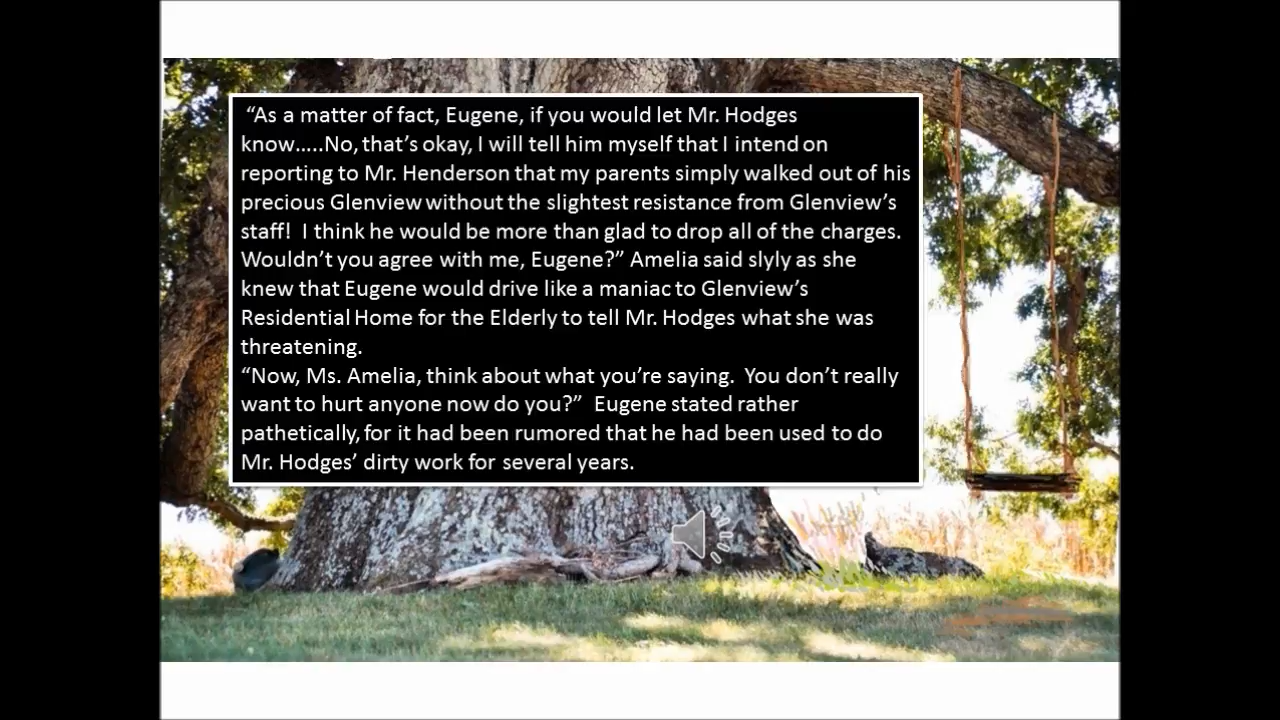 “As a matter of fact, Eugene, if you would let Mr. Hodges
know.....No, that’s okay, I will tell him myself that I intend on
reporting to Mr. Henderson that my parents simply walked out of his
precious Glenview without the slightest resistance from Glenview’s
staff!  I think he would be more than glad to drop all of the charges.
Wouldn’t you agree with me, Eugene?” Amelia said slyly as she
knew that Eugene would drive like a maniac to Glenview’s
Residential Home for the Elderly to tell Mr. Hodges what she was
threatening.
“Now, Ms. Amelia, think about what you’re saying.  You don’t really
want to hurt anyone now do you?”  Eugene stated rather
pathetically, for it had been rumored that he had been used to do
Mr. Hodges’ dirty work for several years.